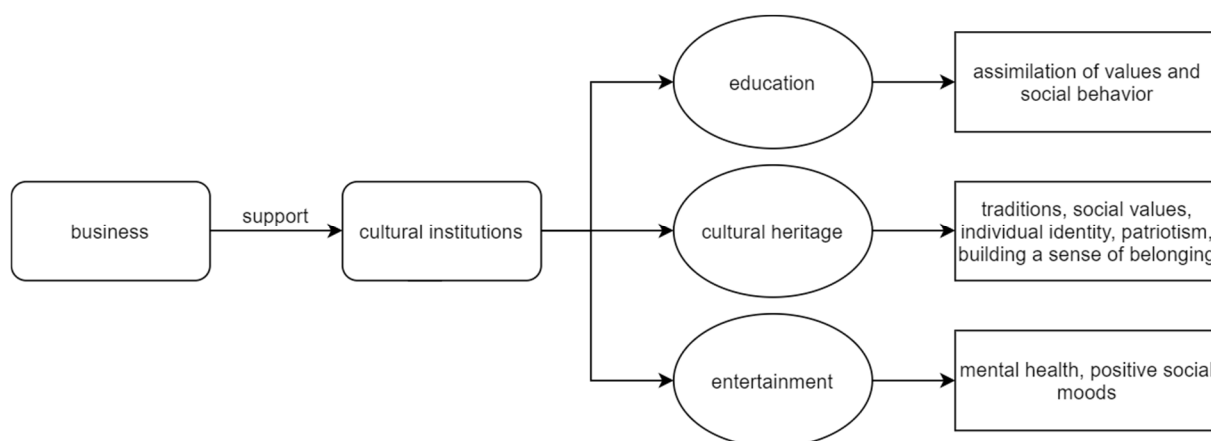 business
support
cultural institutions
education
assimilation of values and
social behavior
cultural heritage
traditions, social values,
individual identity, patriotism,
building a sense of belonging
entertainment
mental health, positive social
moods